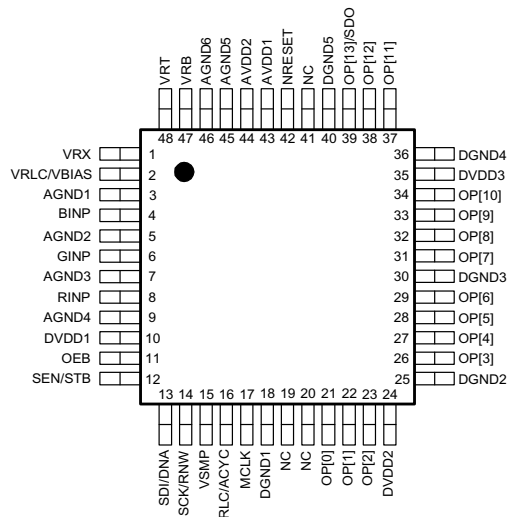 VRT
VRB
AGND6
AGND5
AVDD2
AVDD1
NRESET
NC
DGND5
OP[13]/SDO
OP[12]
OP[11]
48 47 46 45 44 43 42 41 40 39 38 37
VRX 1
VRLC/VBIAS 2
AGND1 3
BINP 4
AGND2 5
GINP 6
AGND3 7
RINP 8
AGND4 9
DVDD1 10
OEB 11
SEN/STB 12
36 DGND4
35 DVDD3
34 OP[10]
33 OP[9]
32 OP[8]
31 OP[7]
30 DGND3
29 OP[6]
28 OP[5]
27 OP[4]
26 OP[3]
25 DGND2
13 14 15 16 17 18 19 20 21 22 23 24
SDI/DNA
SCK/RNW
VSMP
RLC/ACYC
MCLK
DGND1
NC
NC
OP[0]
OP[1]
OP[2]
DVDD2